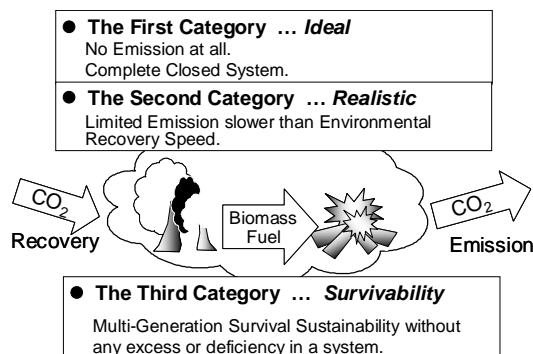 ● The First Category … Ideal
No Emission at all.
Complete Closed System.
● The Second Category … Realistic
Limited Emission slower than Environmental
Recovery Speed.
CO2
Recovery
Biomass
Fuel
CO2
Emission
● The Third Category … Survivability
Multi-Generation Survival Sustainability without
any excess or deficiency in a system.